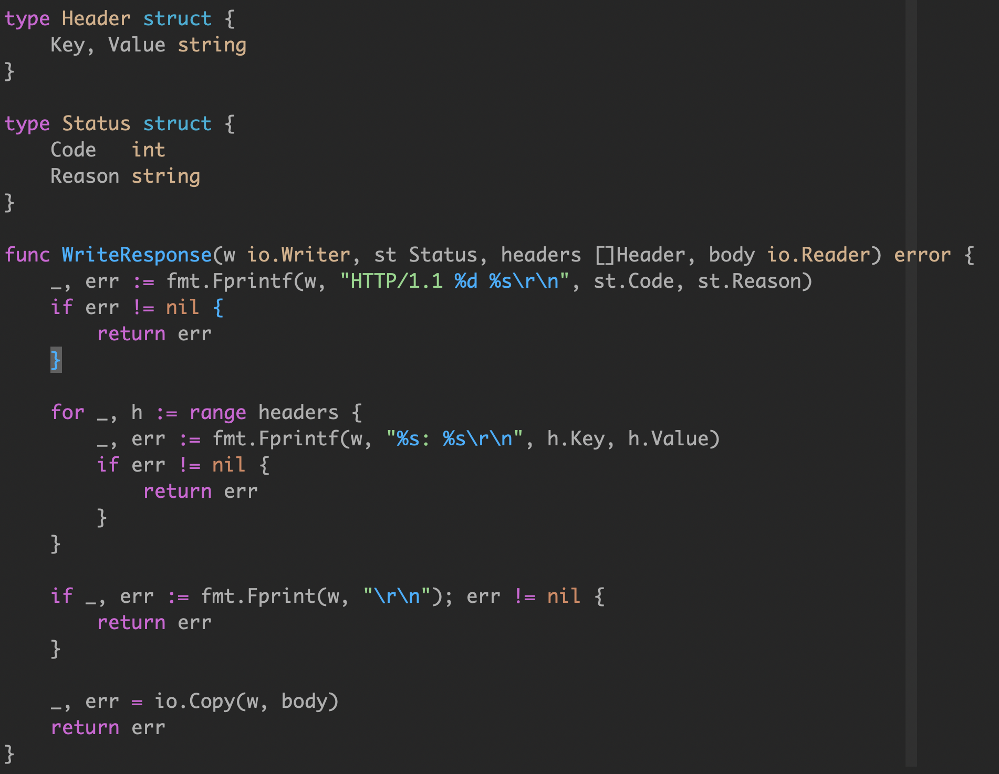 type Header struct {
    Key, Value string
}

type Status struct {
    Code   int
    Reason string
}

func WriteResponse(w io.Writer, st Status, headers []Header, body io.Reader) error {
    _, err := fmt.Fprintf(w, "HTTP/1.1 %d %s\r\n", st.Code, st.Reason)
    if err != nil {
        return err
    }

    for _, h := range headers {
        _, err := fmt.Fprintf(w, "%s: %s\r\n", h.Key, h.Value)
        if err != nil {
            return err
        }
    }

    if _, err := fmt.Fprint(w, "\r\n"); err != nil {
        return err
    }

    _, err = io.Copy(w, body)
    return err
}